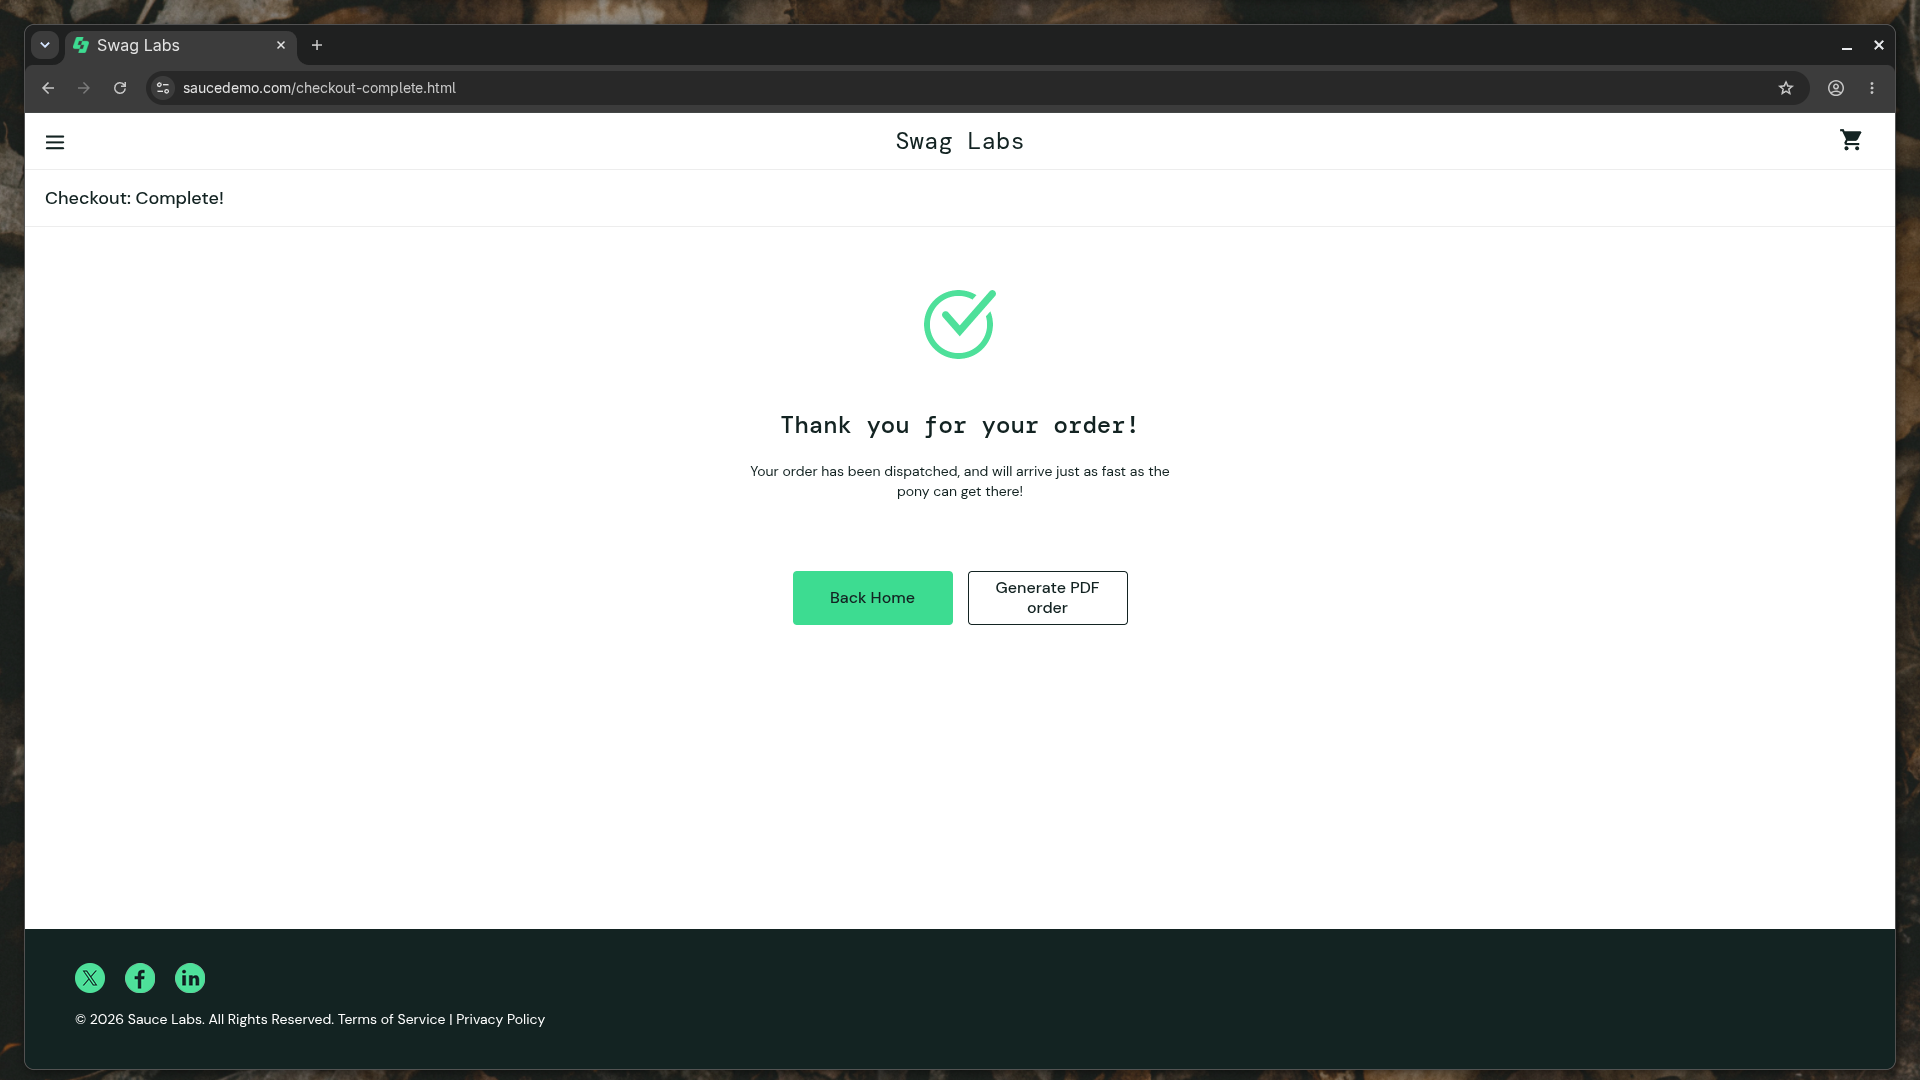 Swag Labs
saucedemo.com/checkout-complete.html
Swag Labs
Checkout: Complete!
Thank you for your order!
Your order has been dispatched, and will arrive just as fast as the
pony can get there!
Back Home
Generate PDF
order
© 2026 Sauce Labs. All Rights Reserved. Terms of Service | Privacy Policy